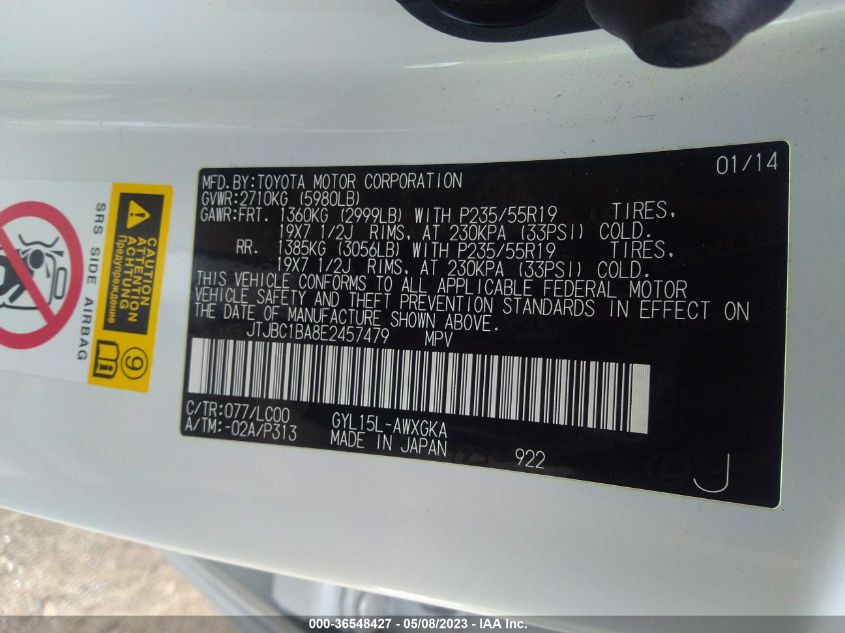 01/14
MFD.BY:TOYOTA MOTOR CORPORATION
GVWR:2710KG (5980LB)
GAWR:FRT. 1360KG (2999LB) WITH P235/55R19 TIRES,
19X7 1/2J RIMS, AT 230KPA (33PSI) COLD.
RR. 1385KG (3056LB) WITH P235/55R19 TIRES,
19X7 1/2J RIMS, AT 230KPA (33PSI) COLD.
THIS VEHICLE CONFORMS TO ALL APPLICABLE FEDERAL MOTOR
VEHICLE SAFETY AND THEFT PREVENTION STANDARDS IN EFFECT ON
THE DATE OF MANUFACTURE SHOWN ABOVE.
JTJBC1BA8E2457479 MPV
C/TR:077/LC00 GYL15L-AWXGKA
A/TM:-02A/P313 MADE IN JAPAN
922
J
SRS SIDE AIRBAG
CAUTION
ATTENTION
ACHTUNG
Предупреждение
9
000-36548427 - 05/08/2023 - IAA Inc.